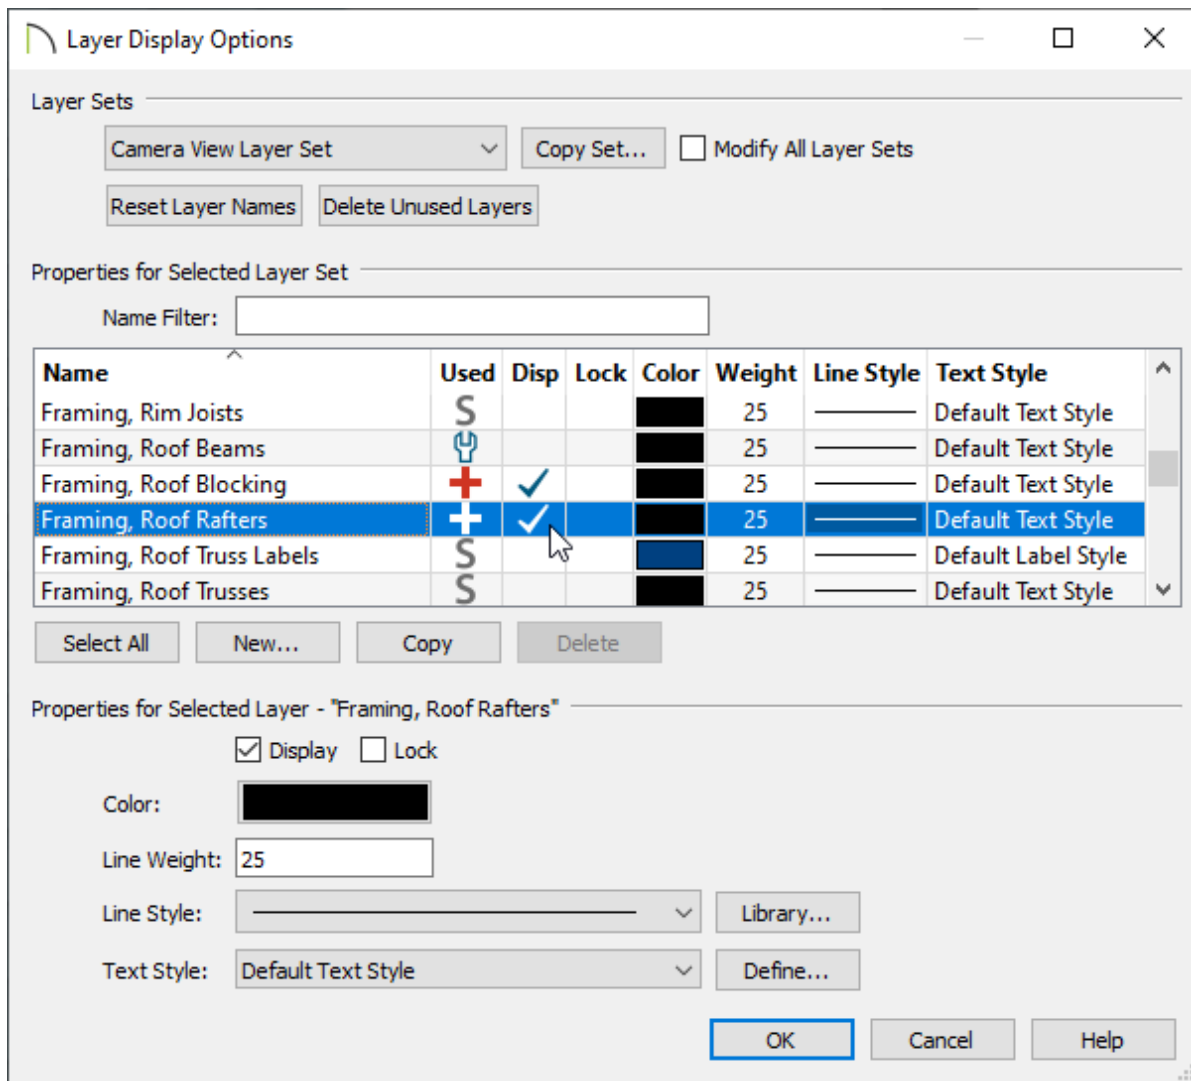 Layer Display Options
Layer Sets
Camera View Layer Set Copy Set... Modify All Layer Sets
Reset Layer Names Delete Unused Layers
Properties for Selected Layer Set
Name Filter:
Name Used Disp Lock Color Weight Line Style Text Style
Framing, Rim Joists S 25 Default Text Style
Framing, Roof Beams 25 Default Text Style
Framing, Roof Blocking 25 Default Text Style
Framing, Roof Rafters 25 Default Text Style
Framing, Roof Truss Labels S 25 Default Label Style
Framing, Roof Trusses S 25 Default Text Style
Select All New... Copy Delete
Properties for Selected Layer - "Framing, Roof Rafters"
Display Lock
Color:
Line Weight: 25
Line Style: Library...
Text Style: Default Text Style Define...
OK Cancel Help